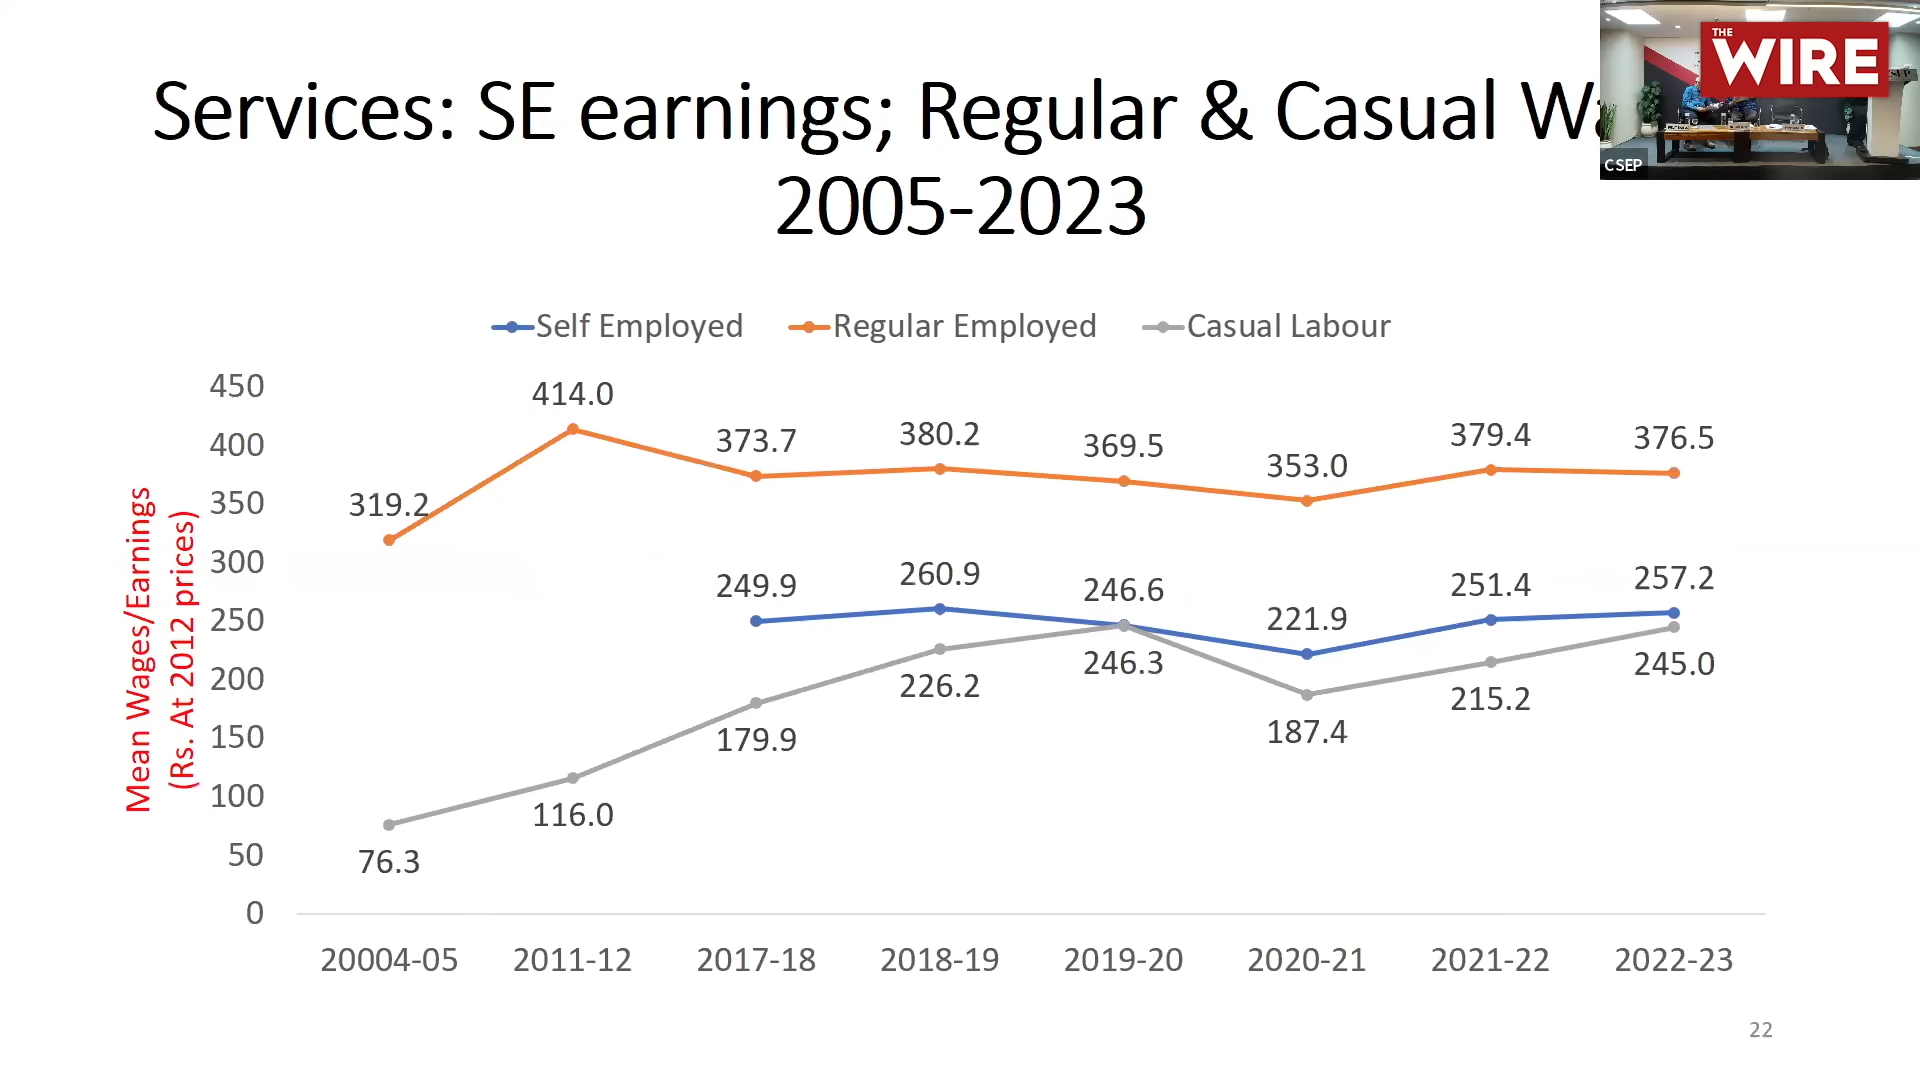 THE
WIRE
CSEP
Services: SE earnings; Regular & Casual
2005-2023
Self Employed Regular Employed Casual Labour
Mean Wages/Earnings
(Rs. At 2012 prices)
450
400
350
300
250
200
150
100
50
0
319.2 414.0 373.7 380.2 369.5 353.0 379.4 376.5
249.9 260.9 246.6 221.9 251.4 257.2
76.3 116.0 179.9 226.2 246.3 187.4 215.2 245.0
20004-05 2011-12 2017-18 2018-19 2019-20 2020-21 2021-22 2022-23
22